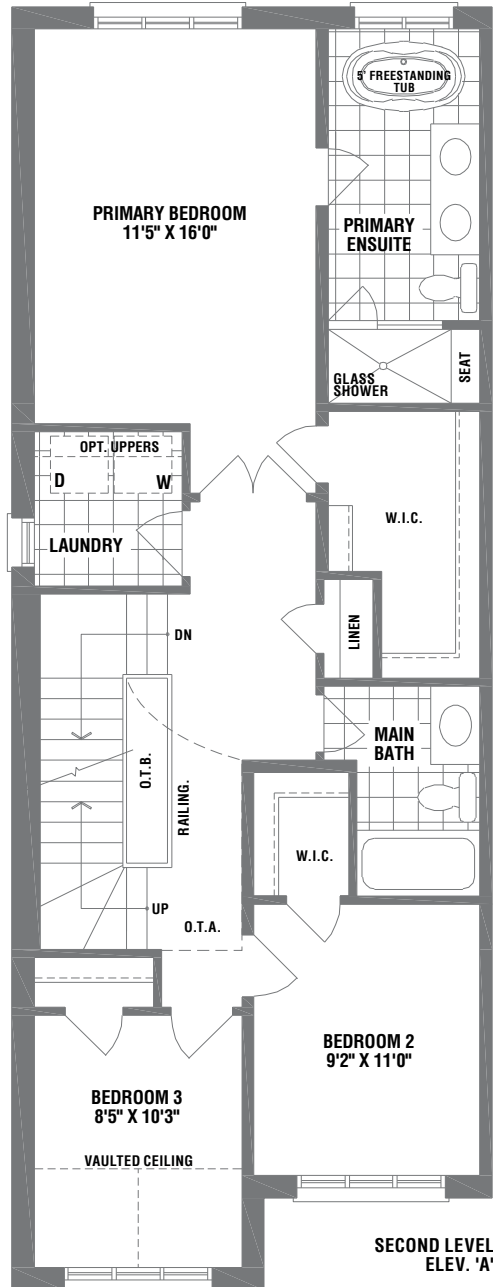 5' FREESTANDING
TUB
PRIMARY BEDROOM
11'5" X 16'0"
PRIMARY
ENSUITE
GLASS
SHOWER
SEAT
OPT. UPPERS
D
W
LAUNDRY
W.I.C.
LINEN
DN
MAIN
BATH
O.T.B.
RAILING.
W.I.C.
UP
O.T.A.
BEDROOM 2
9'2" X 11'0"
BEDROOM 3
8'5" X 10'3"
VAULTED CEILING
SECOND LEVEL
ELEV. 'A'